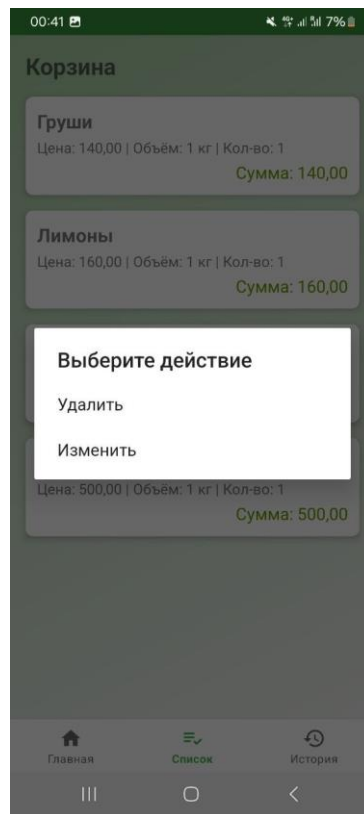 00:41 7%
Корзина
Груши
Цена: 140,00 | Объём: 1 кг | Кол-во: 1
Сумма: 140,00
Лимоны
Цена: 160,00 | Объём: 1 кг | Кол-во: 1
Сумма: 160,00
Выберите действие
Удалить
Изменить
Цена: 500,00 | Объём: 1 кг | Кол-во: 1
Сумма: 500,00
Главная Список История